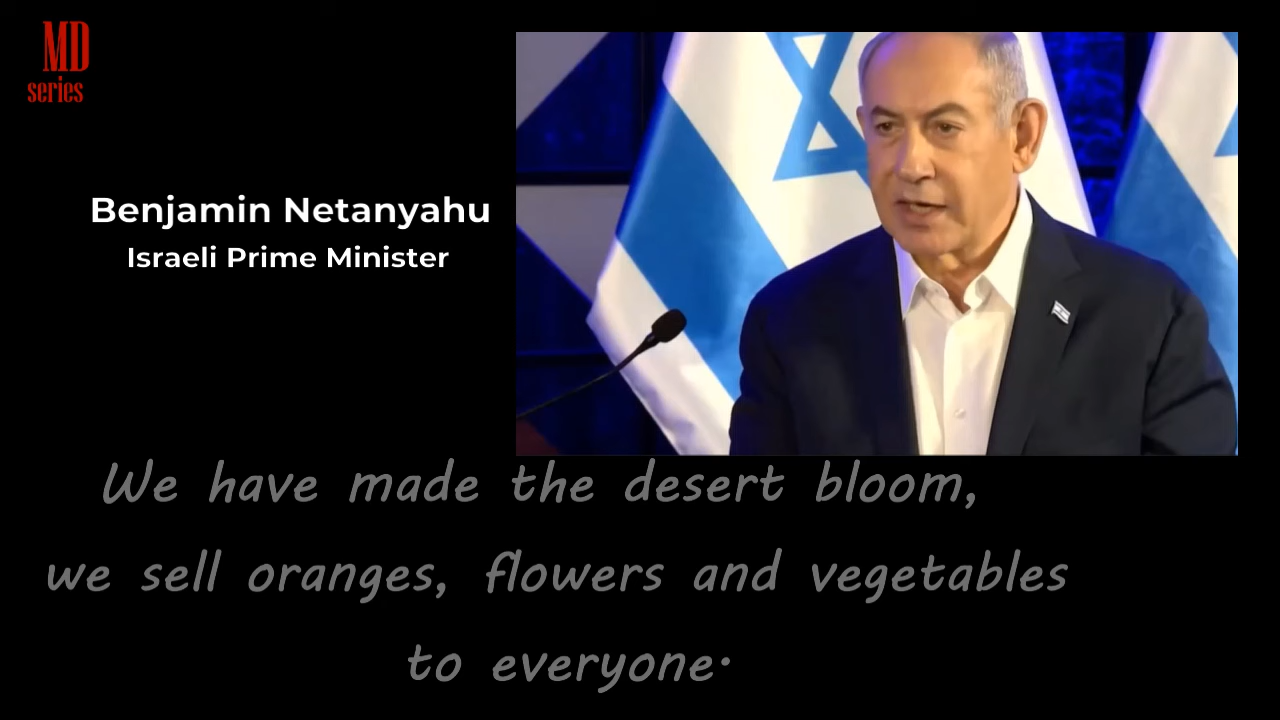 MD
series
Benjamin Netanyahu
Israeli Prime Minister
We have made the desert bloom,
we sell oranges, flowers and vegetables
to everyone.